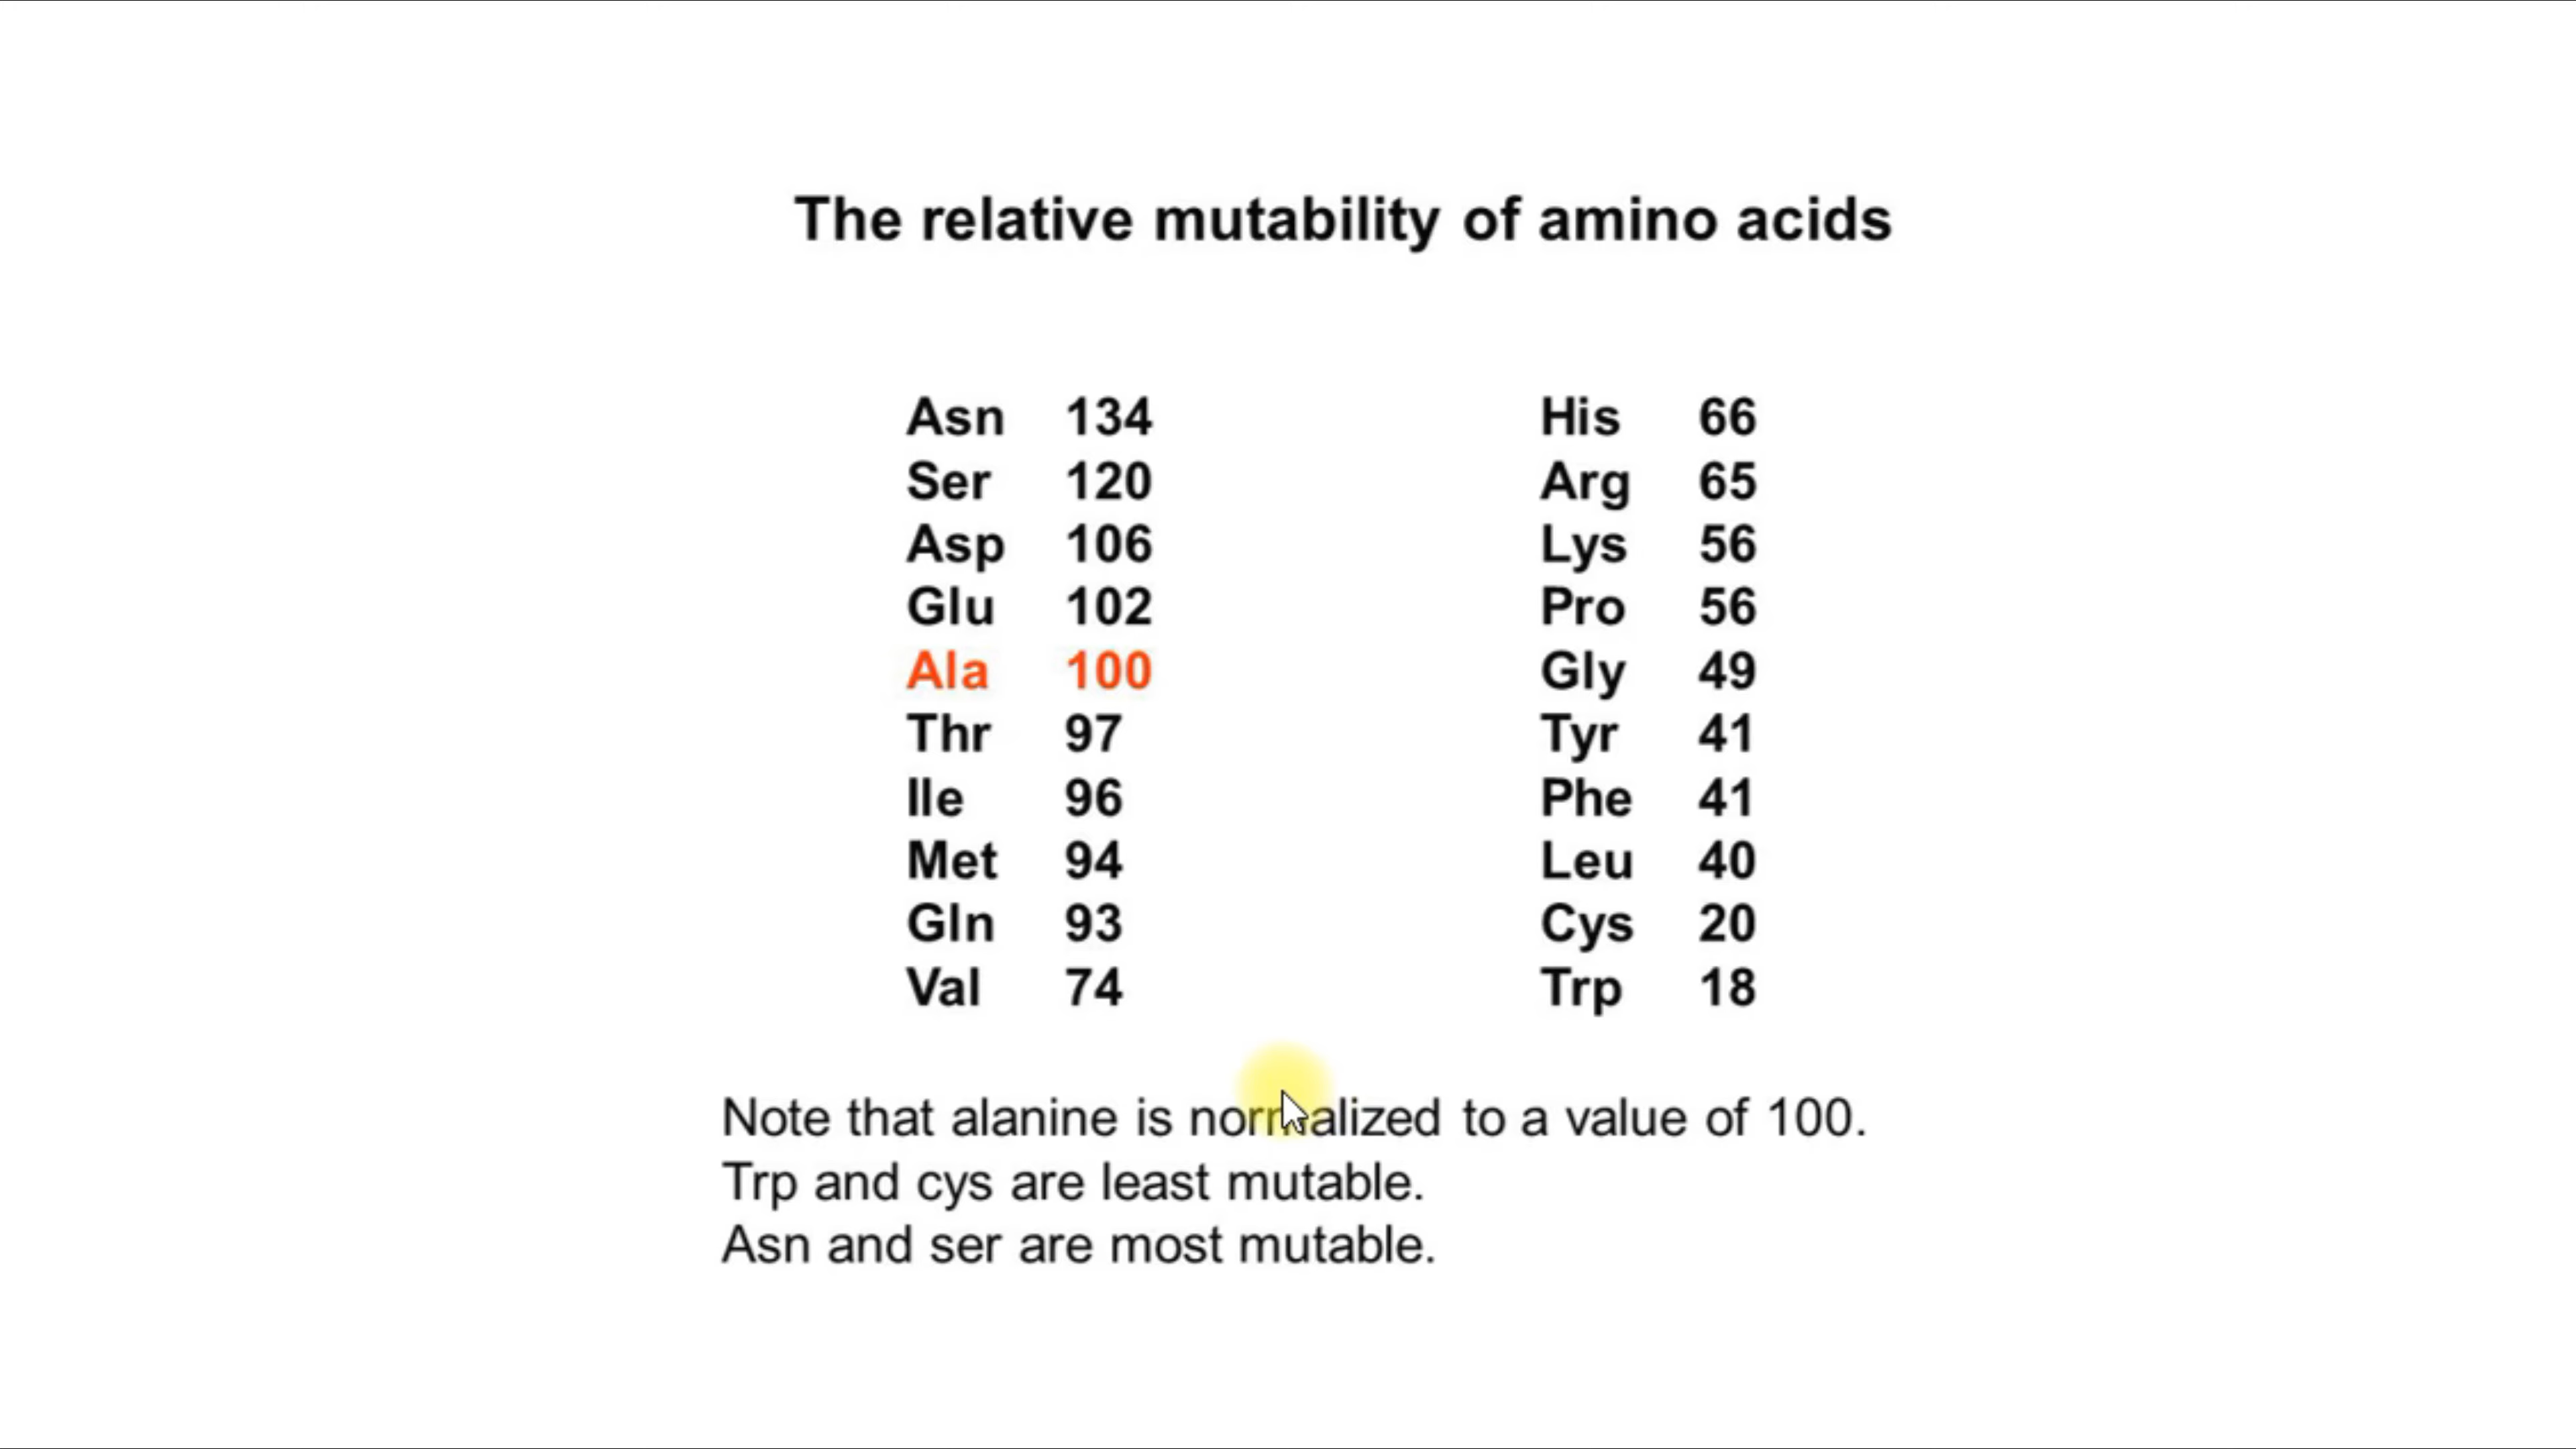 The relative mutability of amino acids
Asn 134
Ser 120
Asp 106
Glu 102
Ala 100
Thr 97
Ile 96
Met 94
Gln 93
Val 74
His 66
Arg 65
Lys 56
Pro 56
Gly 49
Tyr 41
Phe 41
Leu 40
Cys 20
Trp 18
Note that alanine is normalized to a value of 100.
Trp and cys are least mutable.
Asn and ser are most mutable.